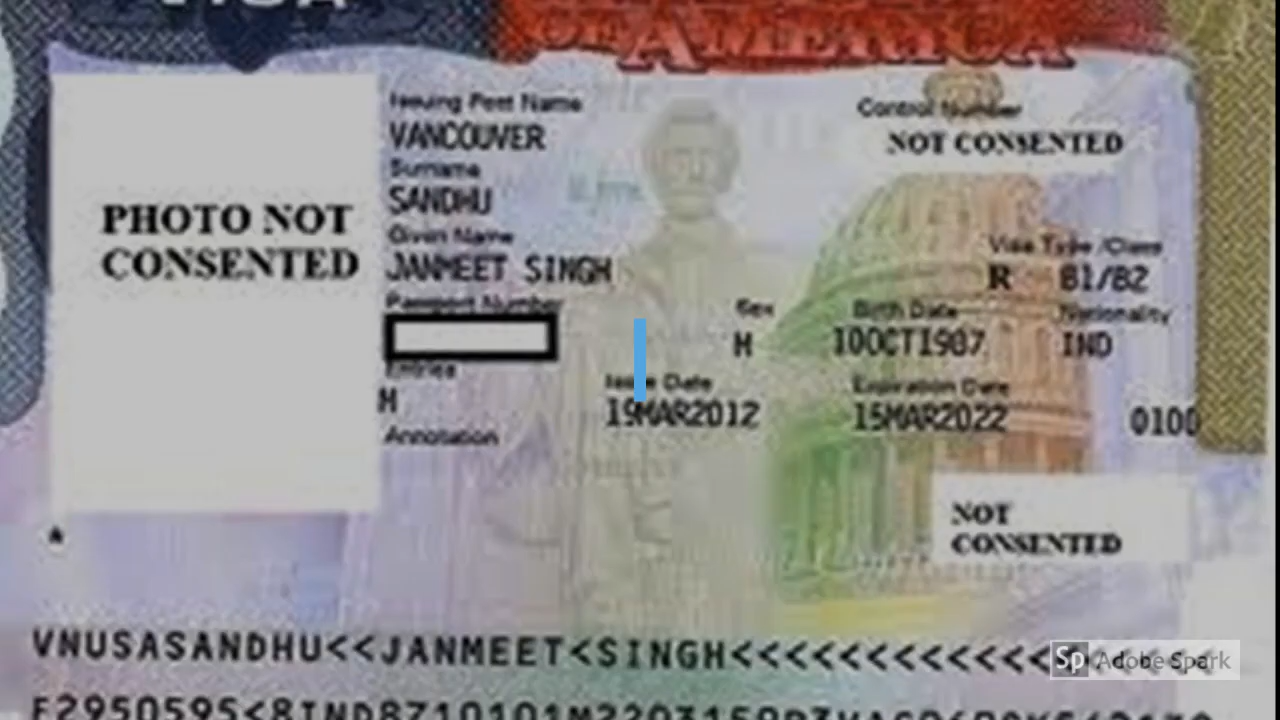 VISA
OF AMERICA
Issuing Post Name
VANCOUVER
Control Number
NOT CONSENTED
Surname
SANDHU
PHOTO NOT
CONSENTED
Given Name
JANMEET SINGH
Visa Type /Class
R B1/B2
Passport Number
Sex
M
Birth Date
10OCT1987
Nationality
IND
Entries
M
Issue Date
19MAR2012
Expiration Date
15MAR2022
0100
Annotation
NOT
CONSENTED
*
VNUSASANDHU<<JANMEET<SINGH<<<<<<<<<<<<<
Sp Adobe Spark